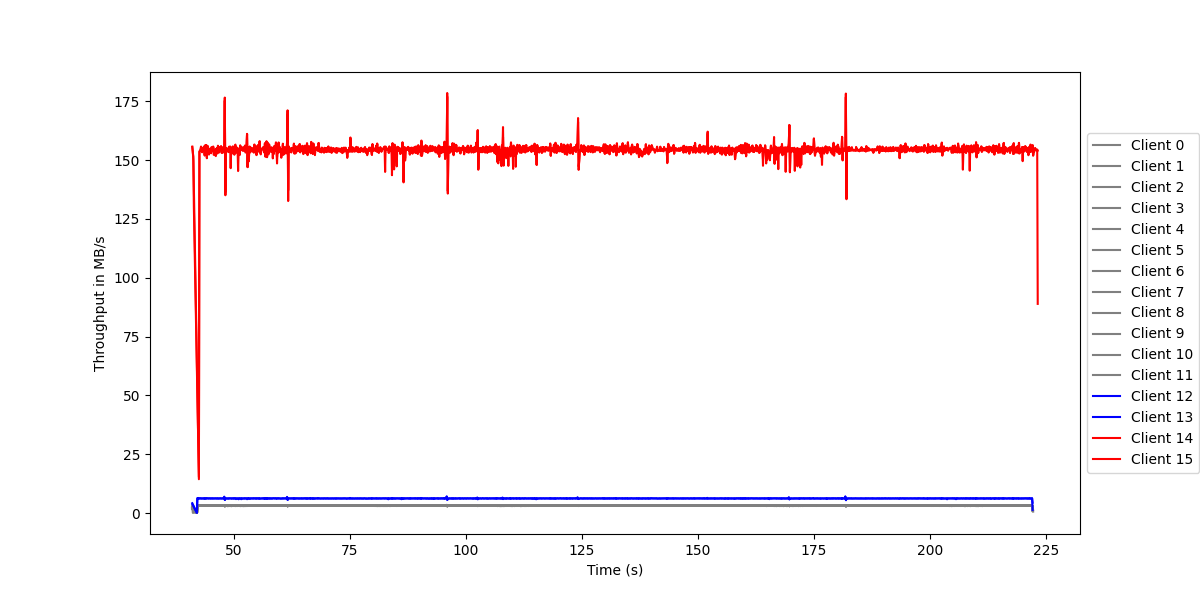 175
150
125
100
75
50
25
0
Throughput in MB/s
50 75 100 125 150 175 200 225
Time (s)
Client 0
Client 1
Client 2
Client 3
Client 4
Client 5
Client 6
Client 7
Client 8
Client 9
Client 10
Client 11
Client 12
Client 13
Client 14
Client 15